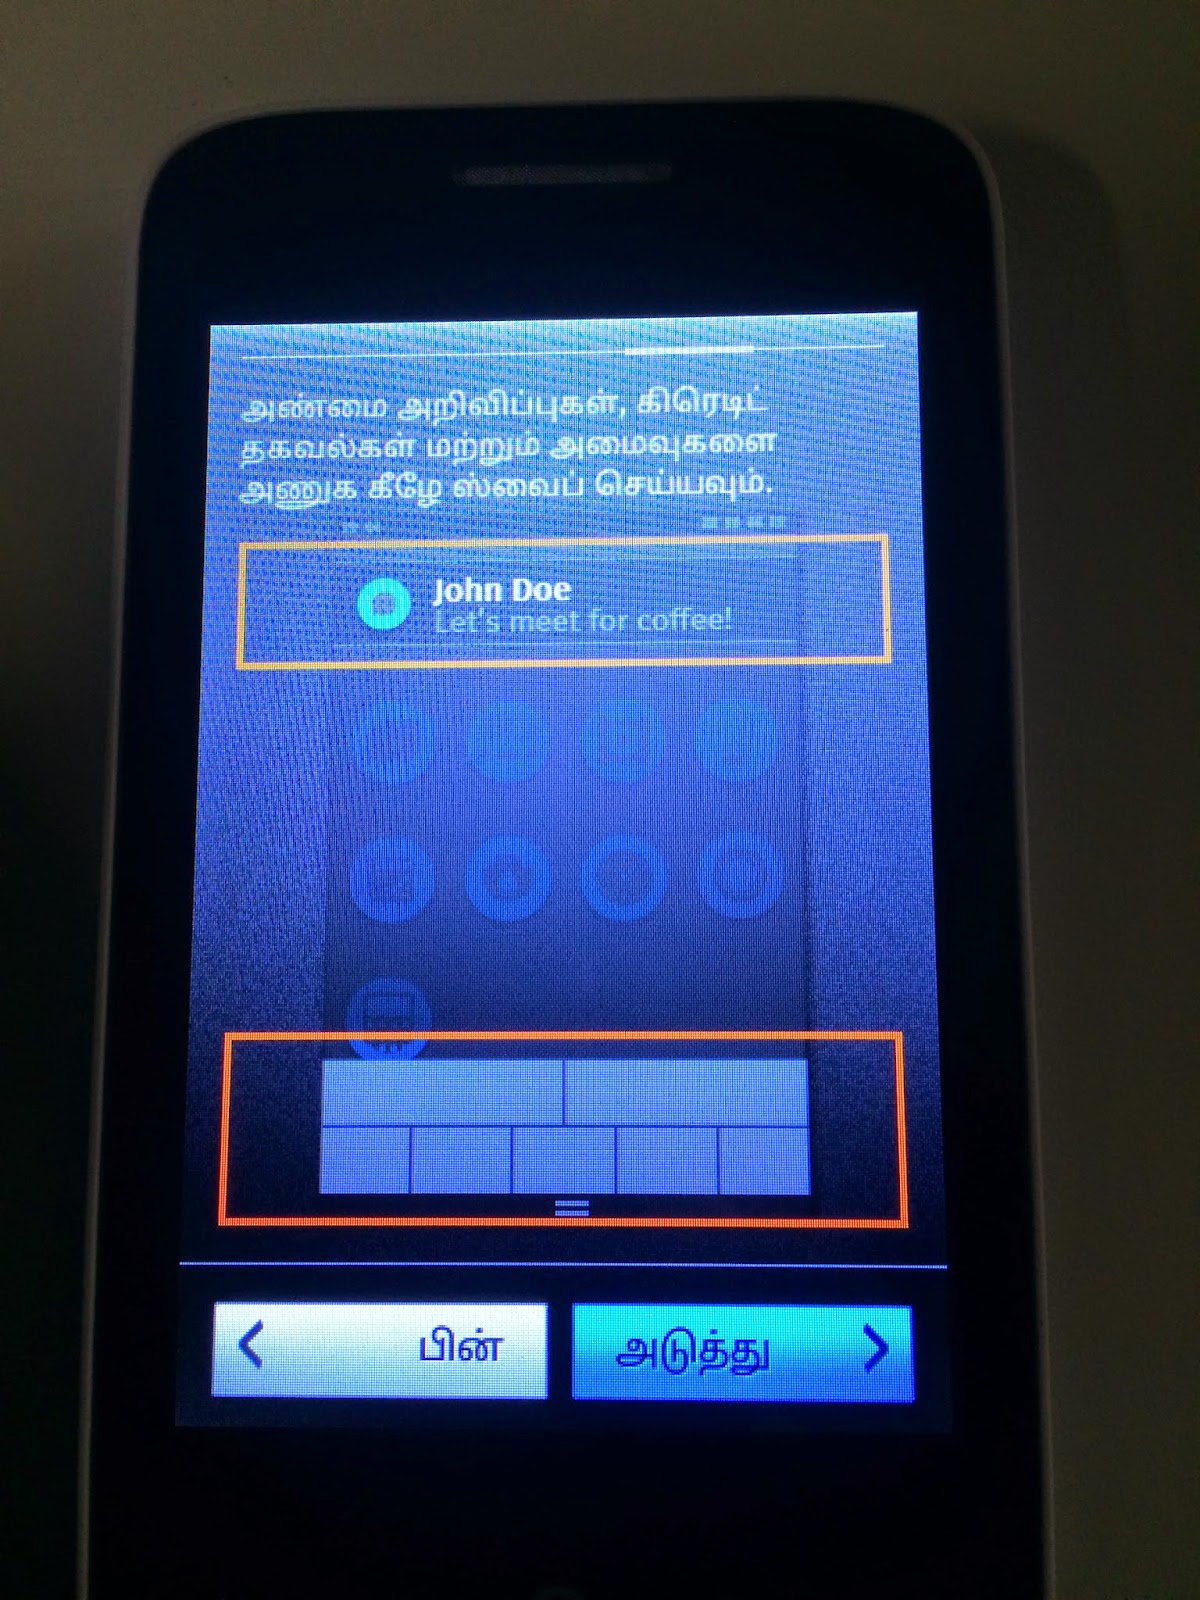 அண்மை அறிவிப்புகள், கிரெடிட்
தகவல்கள் மற்றும் அமைவுகளை
அணுக கீழே ஸ்வைப் செய்யவும்.
John Doe
Let's meet for coffee!
பின்
அடுத்து